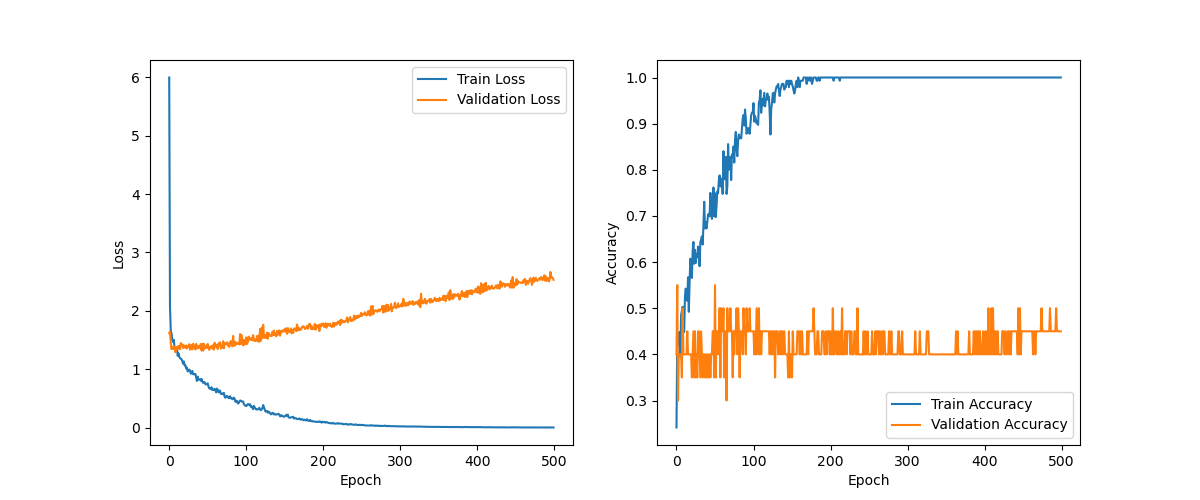 6
5
4
3
2
1
0
Loss
0 100 200 300 400 500
Epoch
Train Loss
Validation Loss
1.0
0.9
0.8
0.7
0.6
0.5
0.4
0.3
Accuracy
0 100 200 300 400 500
Epoch
Train Accuracy
Validation Accuracy